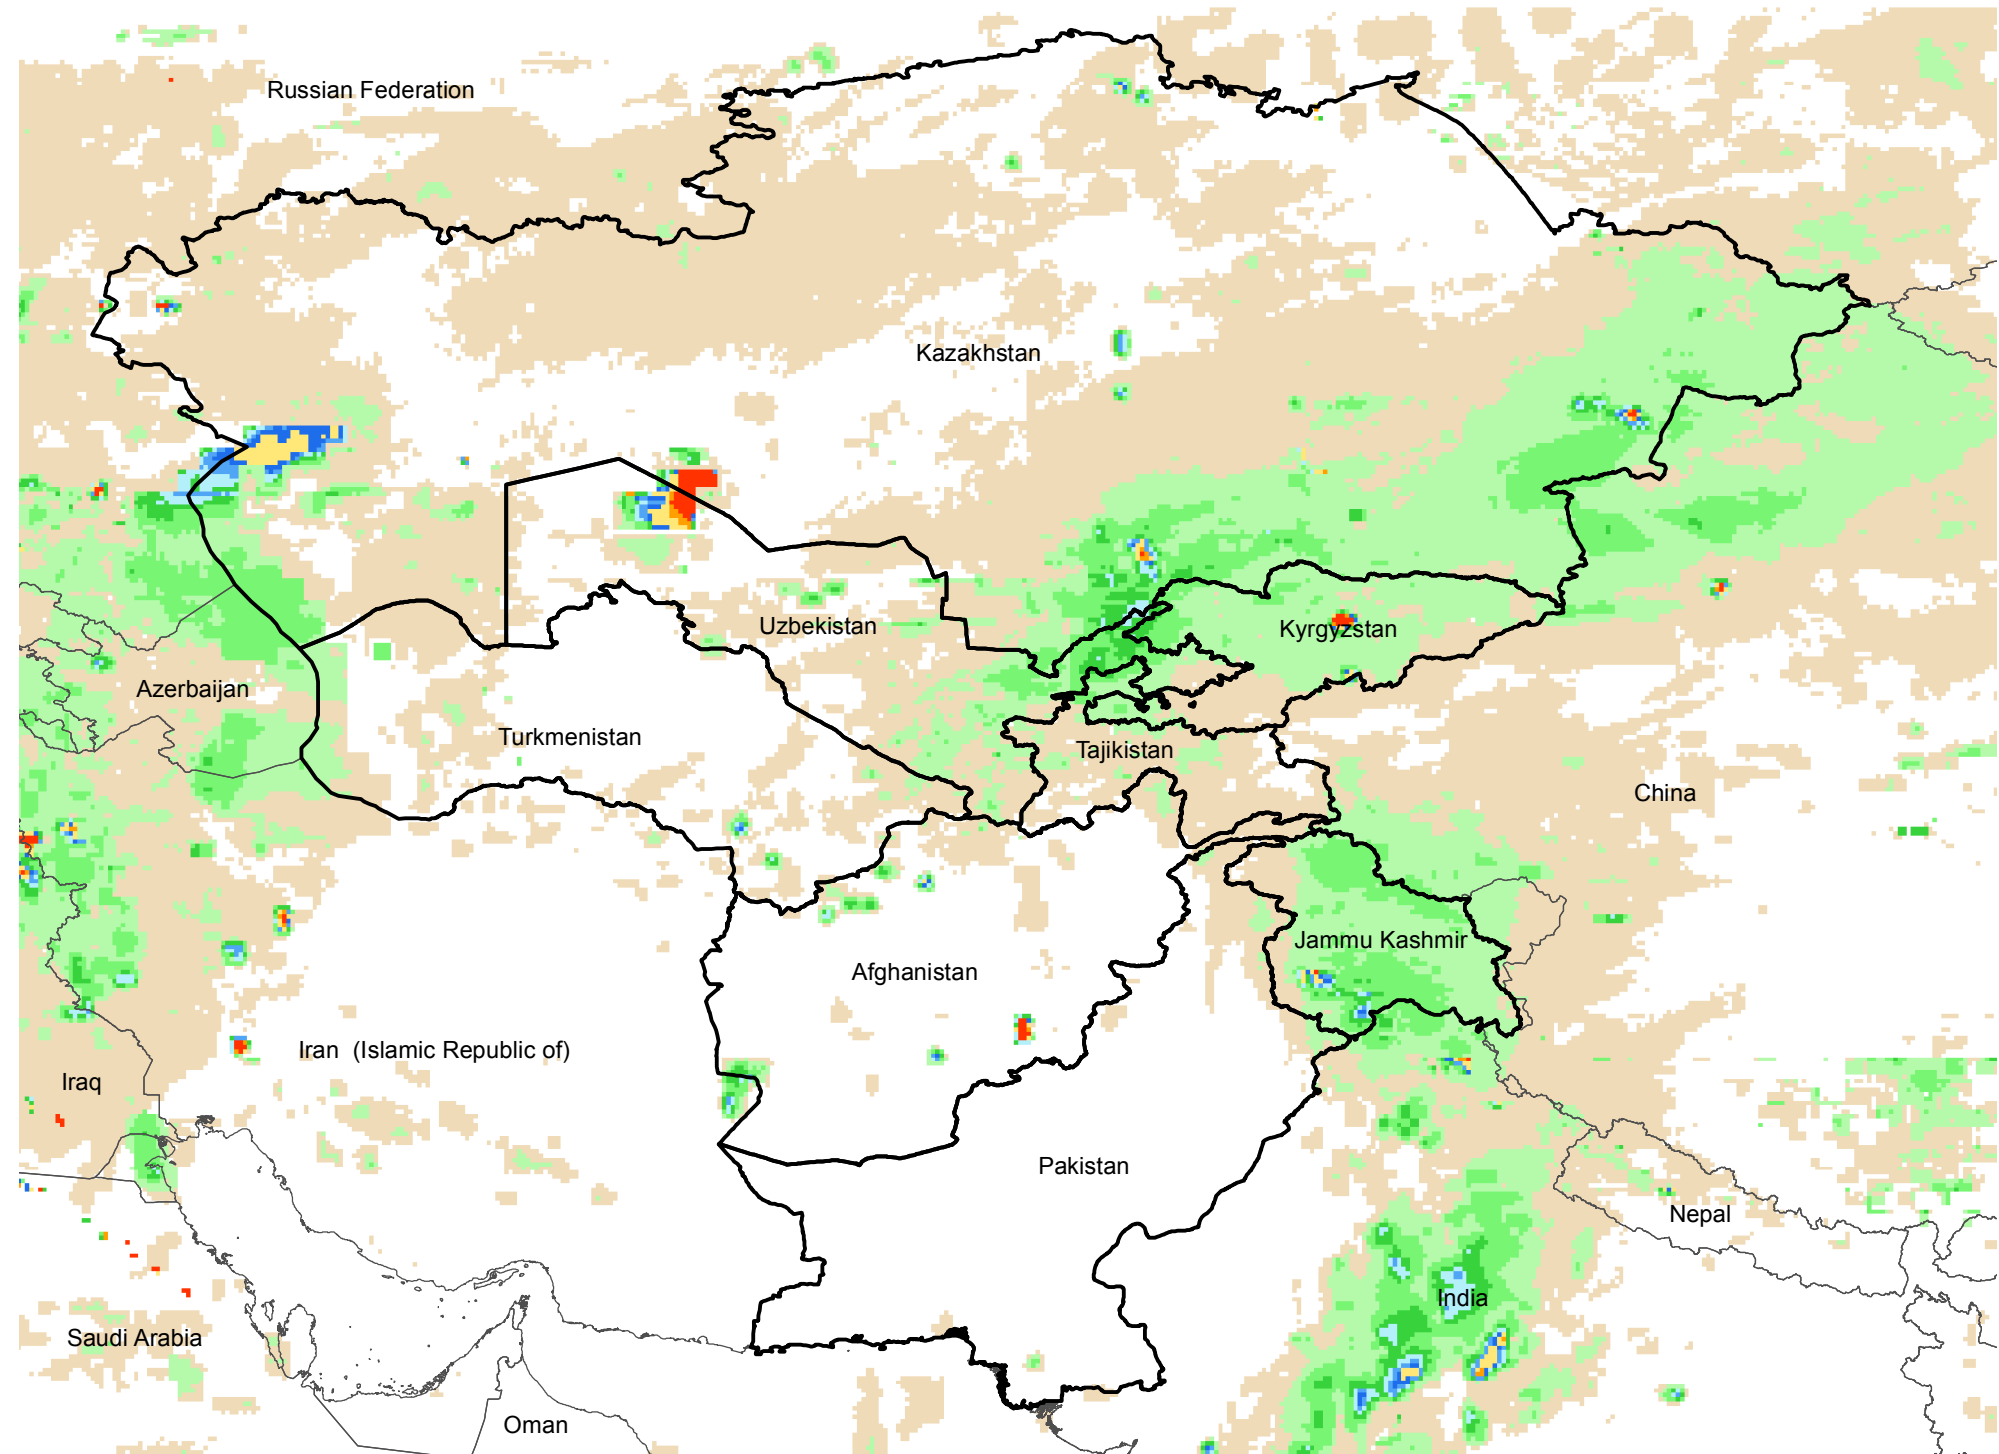 Russian Federation
Kazakhstan
Uzbekistan
Kyrgyzstan
Azerbaijan
Turkmenistan
Tajikistan
China
Jammu Kashmir
Afghanistan
Iran  (Islamic Republic of)
Iraq
Pakistan
Nepal
India
Saudi Arabia
Oman